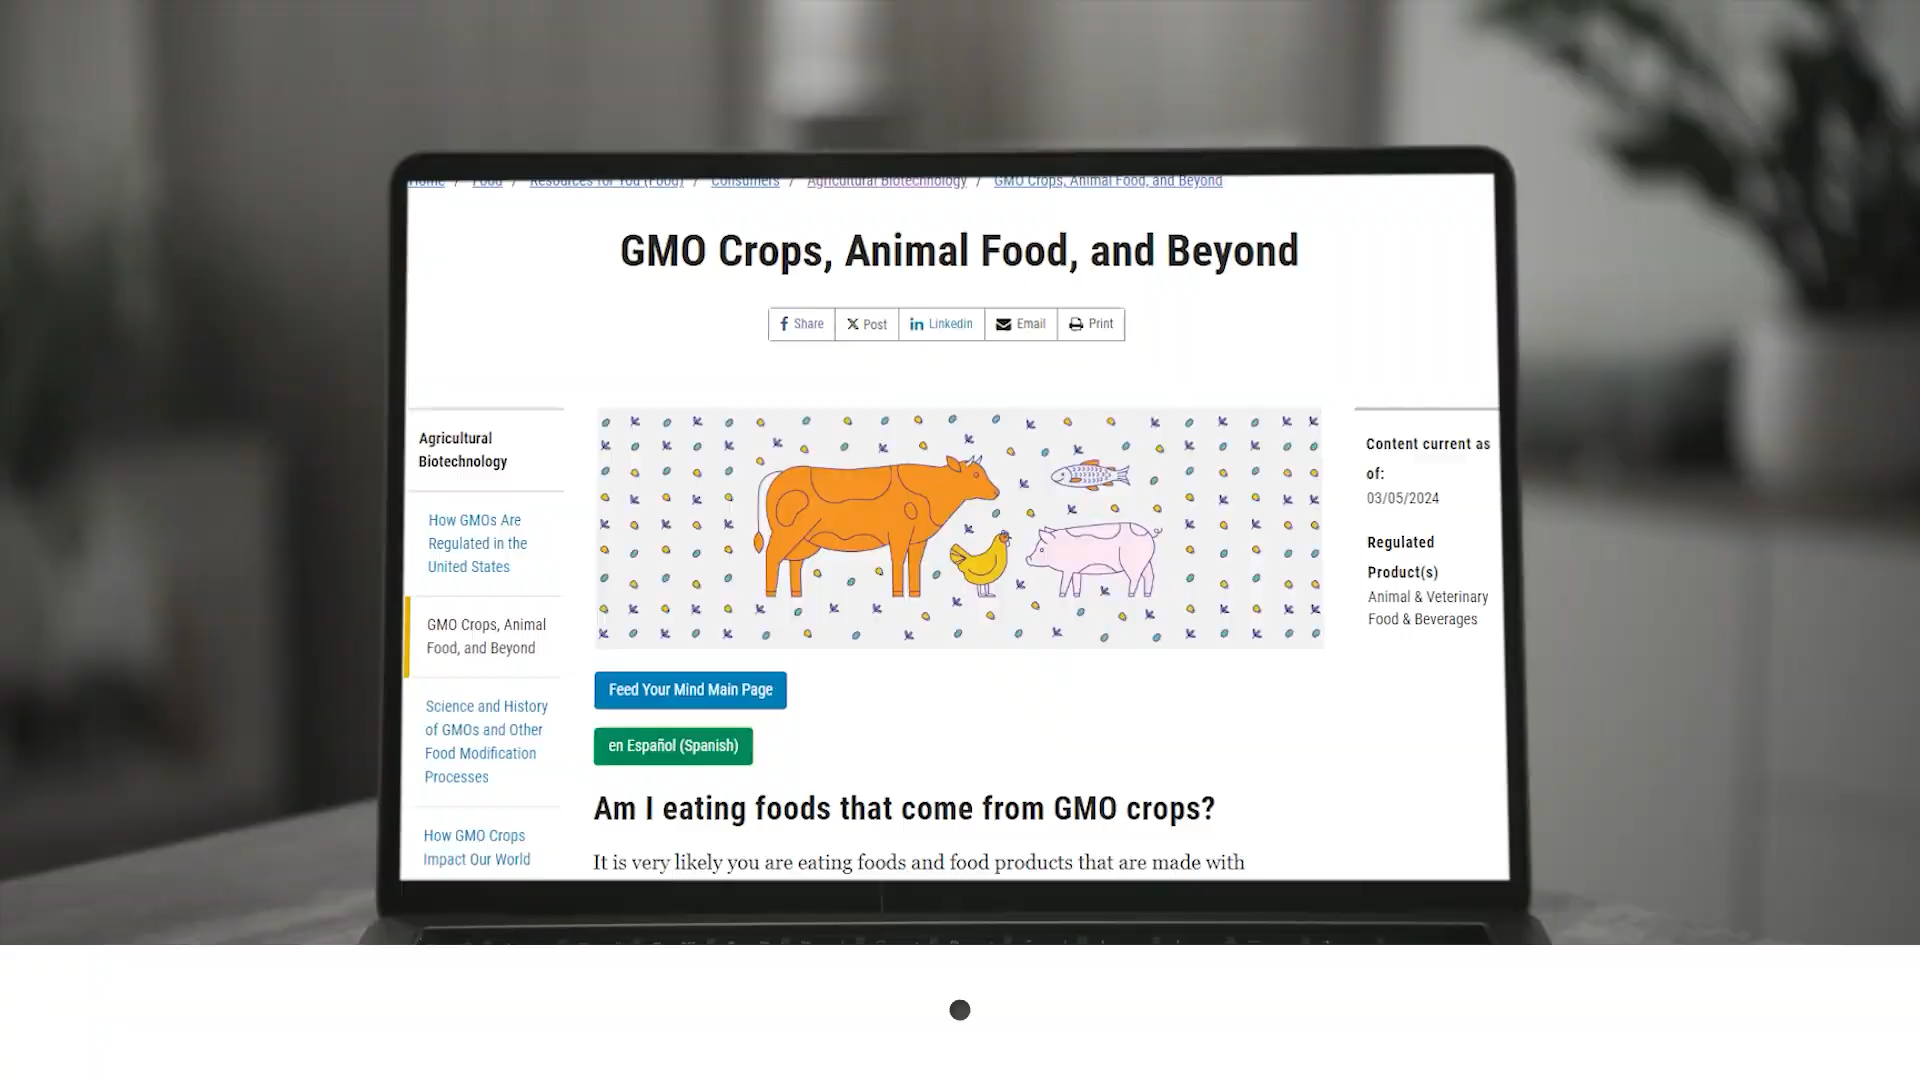 Home / Food / Resources for You (Food) / Consumers / Agricultural Biotechnology / GMO Crops, Animal Food, and Beyond
GMO Crops, Animal Food, and Beyond
Share Post Linkedin Email Print
Agricultural
Biotechnology
How GMOs Are
Regulated in the
United States
GMO Crops, Animal
Food, and Beyond
Science and History
of GMOs and Other
Food Modification
Processes
How GMO Crops
Impact Our World
Feed Your Mind Main Page
en Español (Spanish)
Am I eating foods that come from GMO crops?
It is very likely you are eating foods and food products that are made with
Content current as
of:
03/05/2024
Regulated
Product(s)
Animal & Veterinary
Food & Beverages